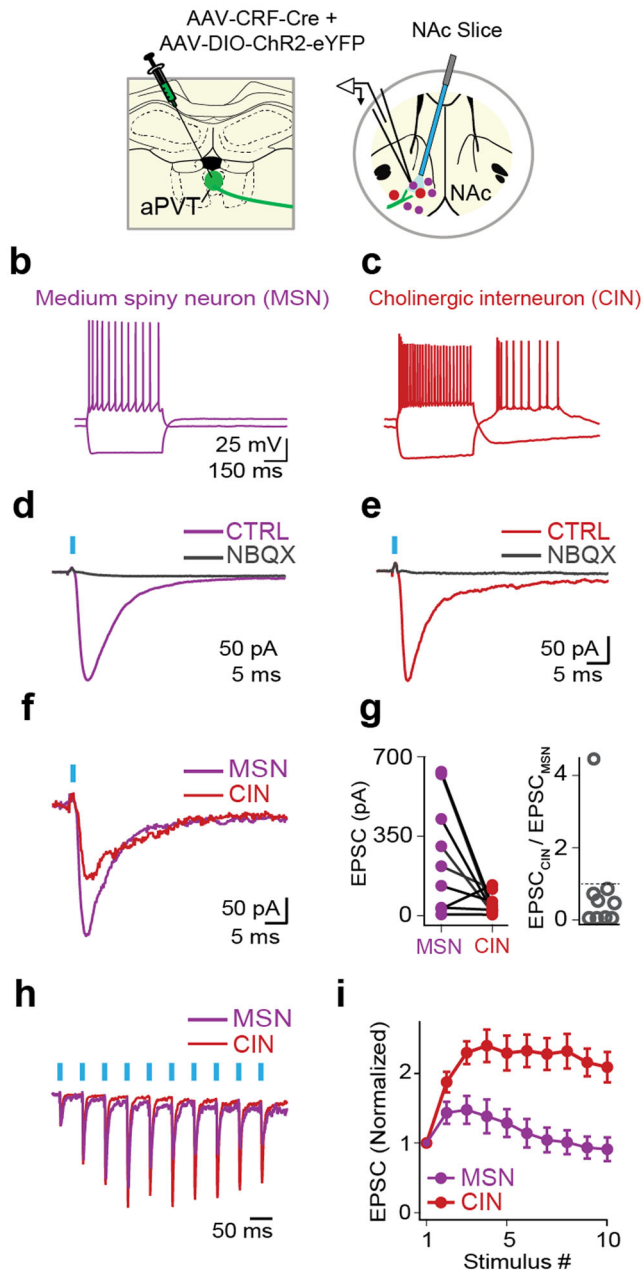 AAV-CRF-Cre +
AAV-DIO-ChR2-eYFP
NAc Slice
aPVT
NAc
b
c
Medium spiny neuron (MSN)
Cholinergic interneuron (CIN)
25 mV
150 ms
d
e
CTRL
NBQX
CTRL
NBQX
50 pA
5 ms
50 pA
5 ms
f
g
MSN
CIN
50 pA
5 ms
700
350
0
EPSC (pA)
MSN
CIN
4
2
0
EPSCCIN / EPSCMSN
h
i
MSN
CIN
50 ms
EPSC (Normalized)
2
1
0
MSN
CIN
1
5
10
Stimulus #